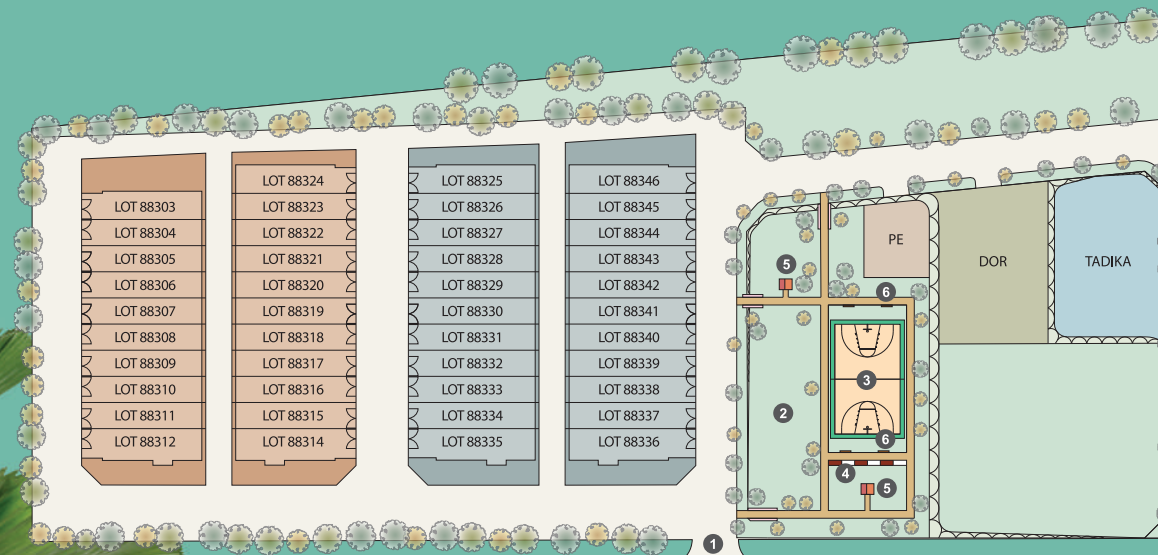 LOT 88303
LOT 88304
LOT 88305
LOT 88306
LOT 88307
LOT 88308
LOT 88309
LOT 88310
LOT 88311
LOT 88312
LOT 88324
LOT 88323
LOT 88322
LOT 88321
LOT 88320
LOT 88319
LOT 88318
LOT 88317
LOT 88316
LOT 88315
LOT 88314
LOT 88325
LOT 88326
LOT 88327
LOT 88328
LOT 88329
LOT 88330
LOT 88331
LOT 88332
LOT 88333
LOT 88334
LOT 88335
LOT 88346
LOT 88345
LOT 88344
LOT 88343
LOT 88342
LOT 88341
LOT 88340
LOT 88339
LOT 88338
LOT 88337
LOT 88336
PE
DOR
TADIKA
5
6
3
2
6
4
5
1